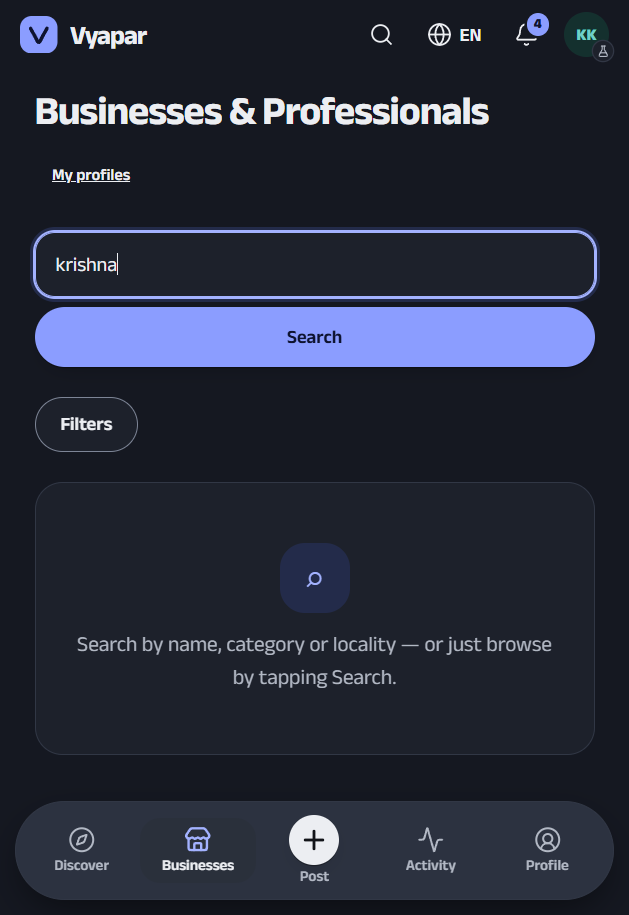 Vyapar
EN
4
KK
Businesses & Professionals
My profiles
krishna
Search
Filters
Search by name, category or locality — or just browse
by tapping Search.
Discover
Businesses
Post
Activity
Profile